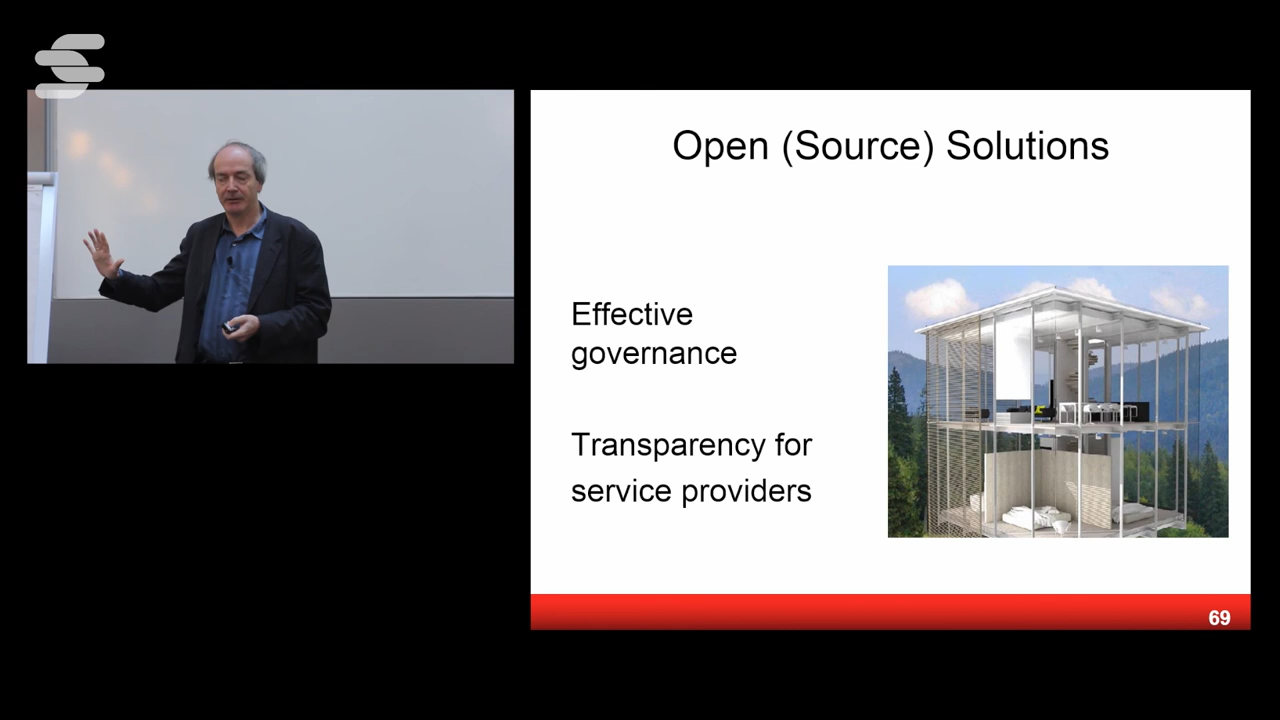 Open (Source) Solutions
Effective
governance
Transparency for
service providers
69